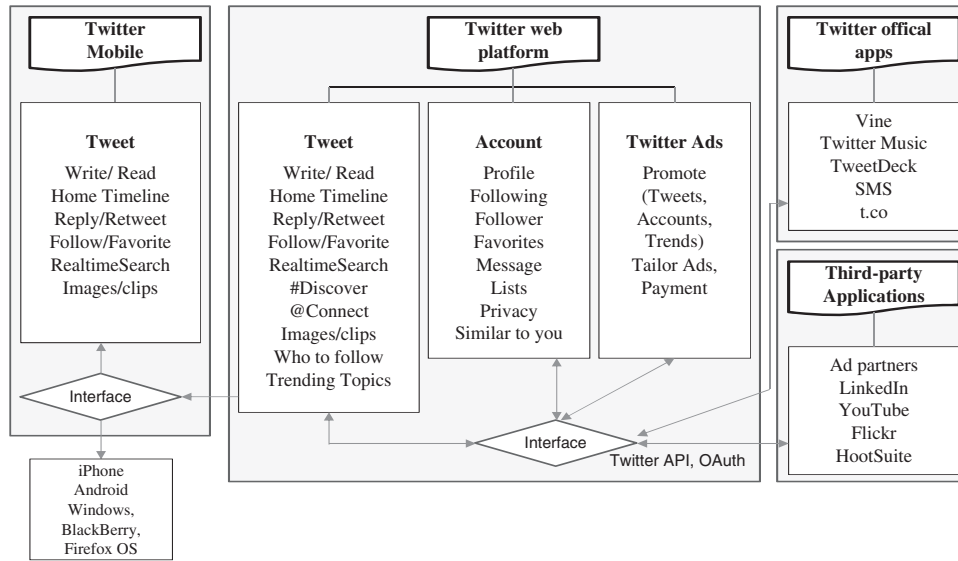 Twitter
Mobile
Tweet
Write/ Read
Home Timeline
Reply/Retweet
Follow/Favorite
RealtimeSearch
Images/clips
Interface
iPhone
Android
Windows,
BlackBerry,
Firefox OS
Twitter web
platform
Tweet
Write/ Read
Home Timeline
Reply/Retweet
Follow/Favorite
RealtimeSearch
#Discover
@Connect
Images/clips
Who to follow
Trending Topics
Account
Profile
Following
Follower
Favorites
Message
Lists
Privacy
Similar to you
Twitter Ads
Promote
(Tweets,
Accounts,
Trends)
Tailor Ads,
Payment
Interface
Twitter API, OAuth
Twitter offical
apps
Vine
Twitter Music
TweetDeck
SMS
t.co
Third-party
Applications
Ad partners
LinkedIn
YouTube
Flickr
HootSuite